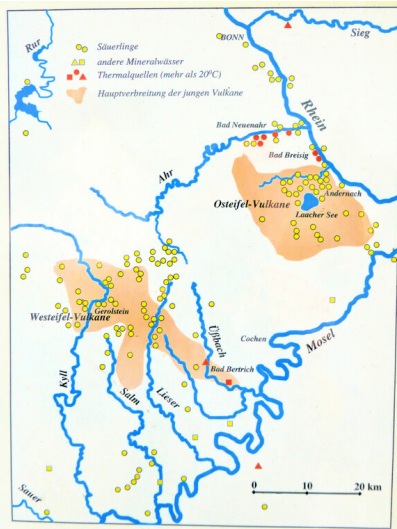 Rur
Säuerlinge
andere Mineralwässer
Thermalquellen (mehr als 20°C)
Hauptverbreitung der jungen Vulkane
BONN
Sieg
Rhein
Bad Neuenahr
Bad Breisig
Ahr
Andernach
Laacher See
Osteifel-Vulkane
Westeifel-Vulkane
Gerolstein
Üßbach
Cochem
Mosel
Kyll
Salm
Lieser
Bad Bertrich
Sauer
0 10 20 km